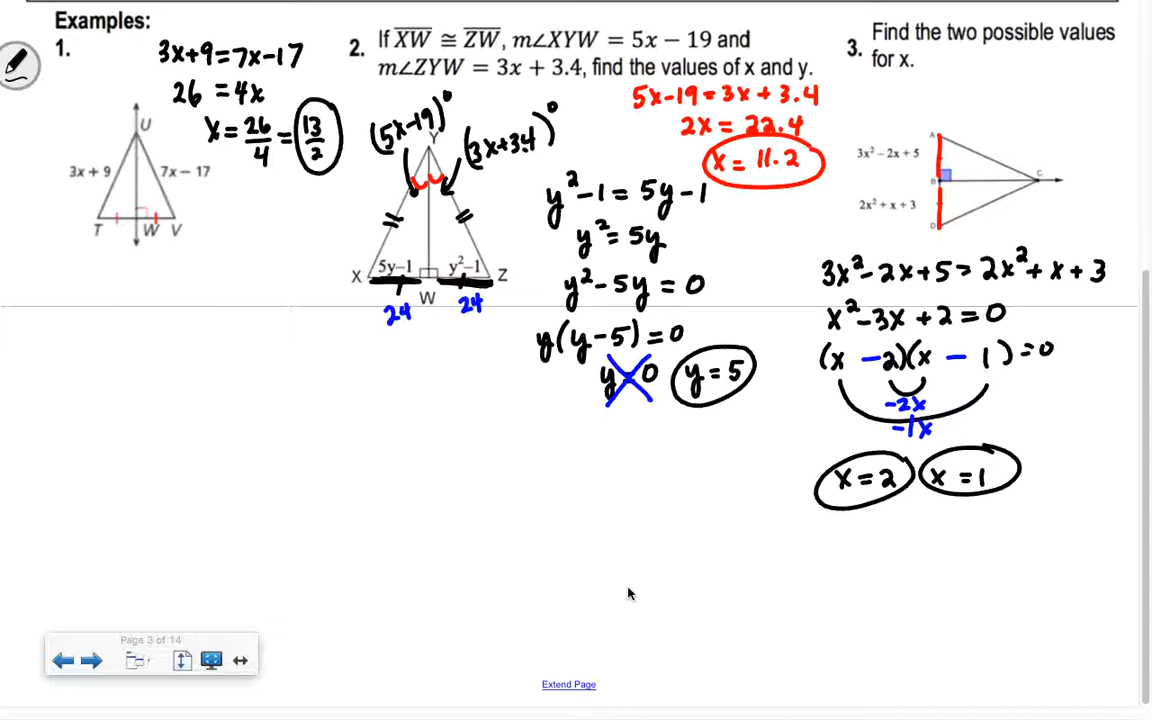 Examples:
1.
3x+9=7x-17
26 = 4x
x = 26/4 = 13/2
U
3x + 9
7x − 17
T
W
V
2. If XW ≅ ZW, m∠XYW = 5x − 19 and
m∠ZYW = 3x + 3.4, find the values of x and y.
5x-19=3x+3.4
2x = 22.4
x = 11.2
(5x-19)°
(3x+3.4)°
Y
X
5y−1
y²−1
Z
W
24
24
y²-1 = 5y-1
y² = 5y
y²-5y = 0
y(y-5)=0
y=0
y=5
3. Find the two possible values
for x.
A
3x² − 2x + 5
B
C
2x² + x + 3
D
3x²-2x+5=2x²+x+3
x²-3x+2=0
(x -2)(x - 1)=0
-2x
-1x
x=2
x=1
Page 3 of 14
Extend Page